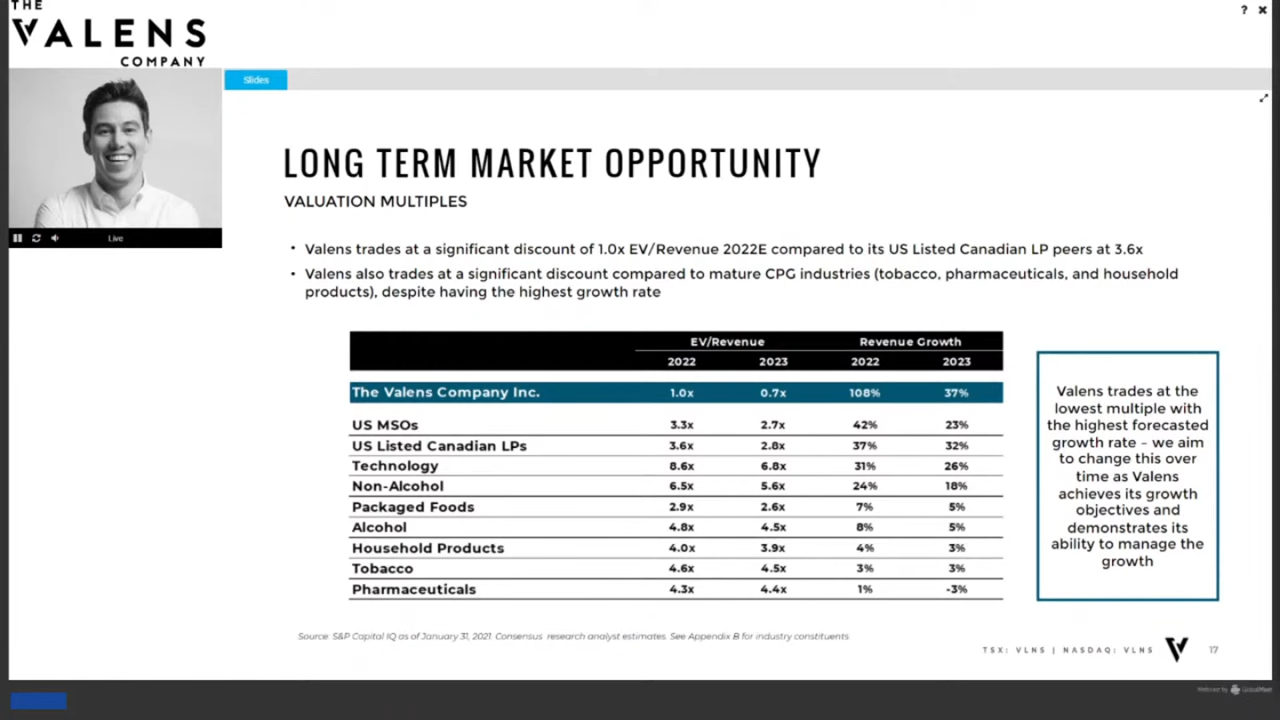 THE
VALENS
COMPANY
? ×
Slides
Live
LONG TERM MARKET OPPORTUNITY
VALUATION MULTIPLES
• Valens trades at a significant discount of 1.0x EV/Revenue 2022E compared to its US Listed Canadian LP peers at 3.6x
• Valens also trades at a significant discount compared to mature CPG industries (tobacco, pharmaceuticals, and household
products), despite having the highest growth rate
EV/Revenue Revenue Growth
2022 2023 2022 2023
The Valens Company Inc. 1.0x 0.7x 108% 37%
US MSOs 3.3x 2.7x 42% 23%
US Listed Canadian LPs 3.6x 2.8x 37% 32%
Technology 8.6x 6.8x 31% 26%
Non-Alcohol 6.5x 5.6x 24% 18%
Packaged Foods 2.9x 2.6x 7% 5%
Alcohol 4.8x 4.5x 8% 5%
Household Products 4.0x 3.9x 4% 3%
Tobacco 4.6x 4.5x 3% 3%
Pharmaceuticals 4.3x 4.4x 1% -3%
Valens trades at the
lowest multiple with
the highest forecasted
growth rate – we aim
to change this over
time as Valens
achieves its growth
objectives and
demonstrates its
ability to manage the
growth
Source: S&P Capital IQ as of January 31, 2021. Consensus research analyst estimates. See Appendix B for industry constituents
TSX: VLNS | NASDAQ: VLNS 17
Webcast by GlobalMeet